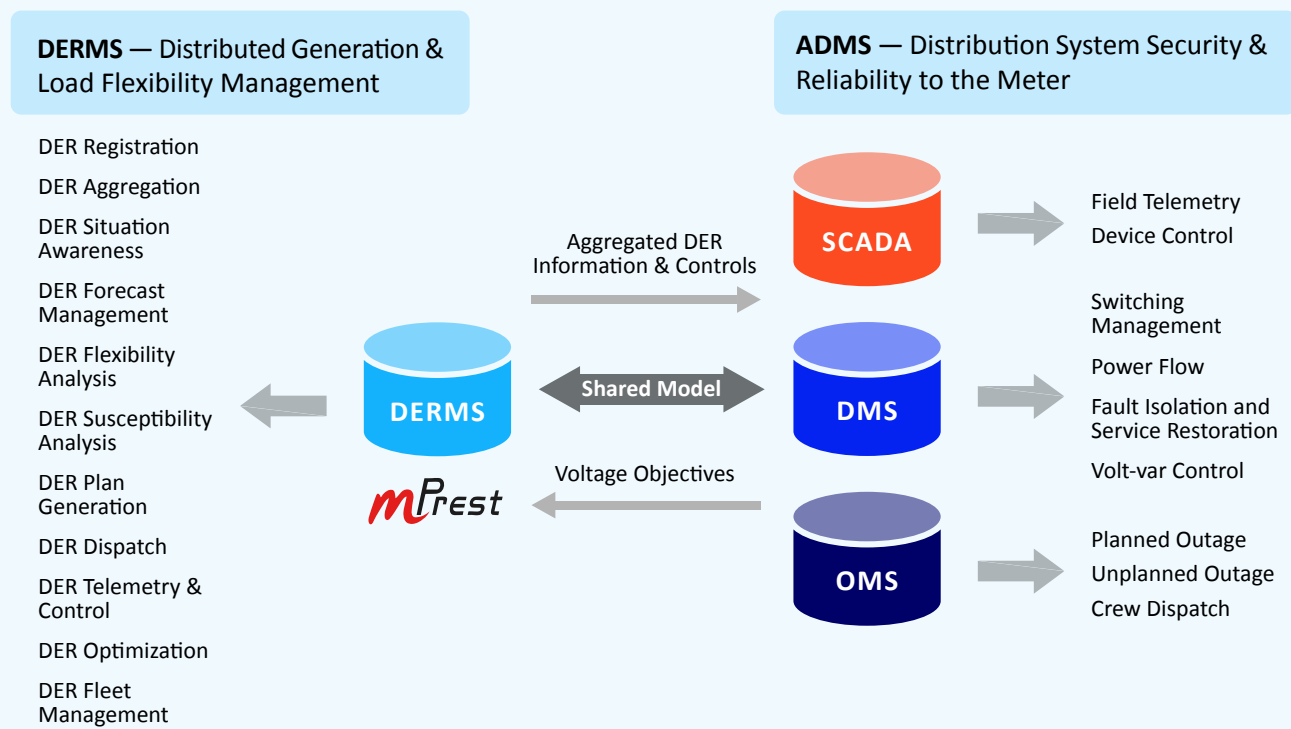 DERMS — Distributed Generation &
Load Flexibility Management
ADMS — Distribution System Security &
Reliability to the Meter
DER Registration
DER Aggregation
DER Situation
Awareness
DER Forecast
Management
DER Flexibility
Analysis
DER Susceptibility
Analysis
DER Plan
Generation
DER Dispatch
DER Telemetry &
Control
DER Optimization
DER Fleet
Management
DERMS
mPrest
Aggregated DER
Information & Controls
Shared Model
Voltage Objectives
SCADA
DMS
OMS
Field Telemetry
Device Control
Switching
Management
Power Flow
Fault Isolation and
Service Restoration
Volt-var Control
Planned Outage
Unplanned Outage
Crew Dispatch